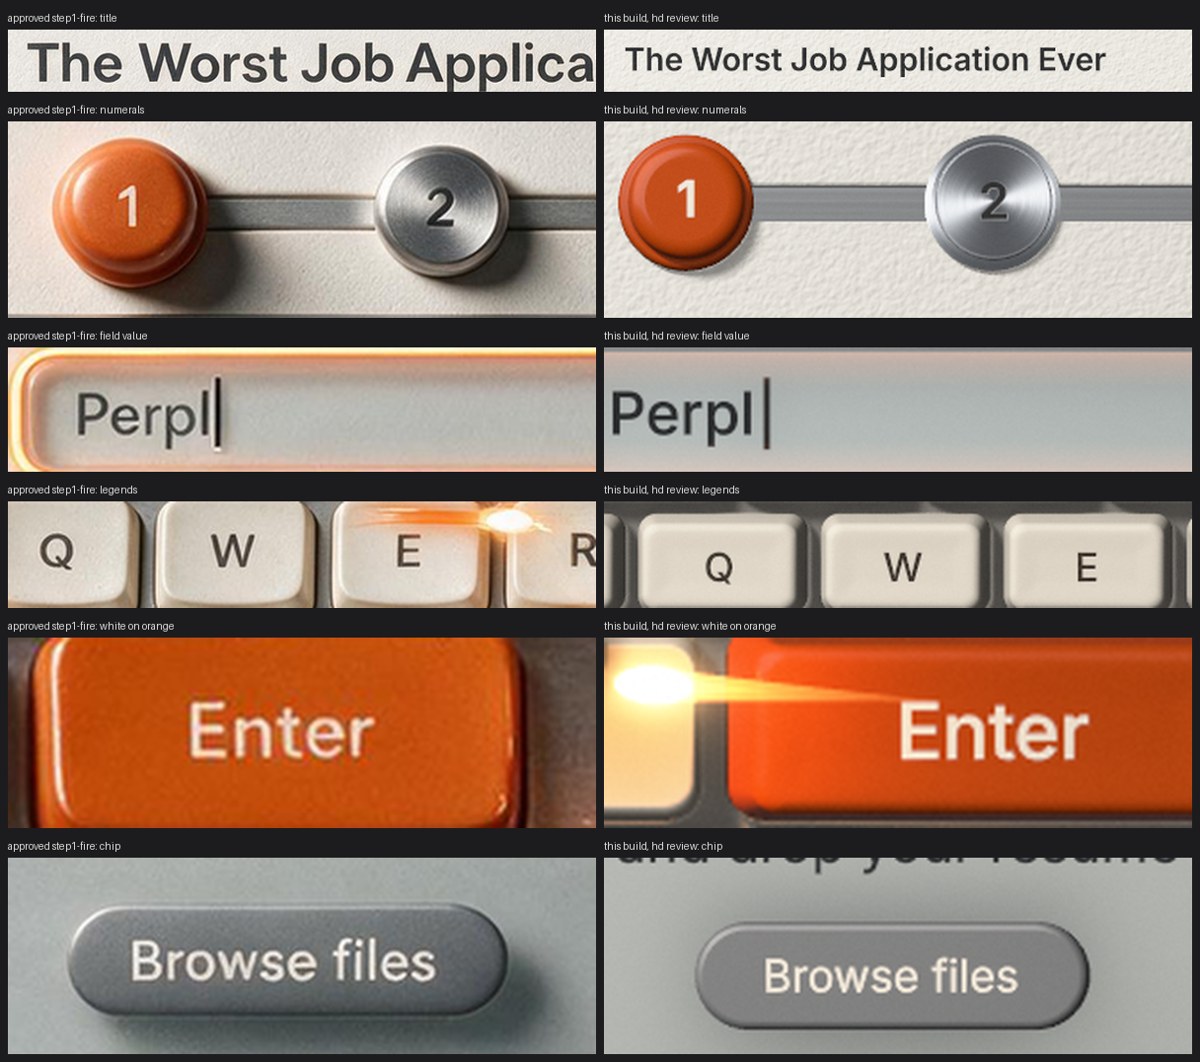 approved step1-fire: title
this build, hd review: title
The Worst Job Applica
The Worst Job Application Ever
approved step1-fire: numerals
this build, hd review: numerals
1
2
1
2
approved step1-fire: field value
this build, hd review: field value
Perpl
Perpl
approved step1-fire: legends
this build, hd review: legends
Q W E R
Q W E
approved step1-fire: white on orange
this build, hd review: white on orange
Enter
Enter
approved step1-fire: chip
this build, hd review: chip
and drop your resume
Browse files
Browse files